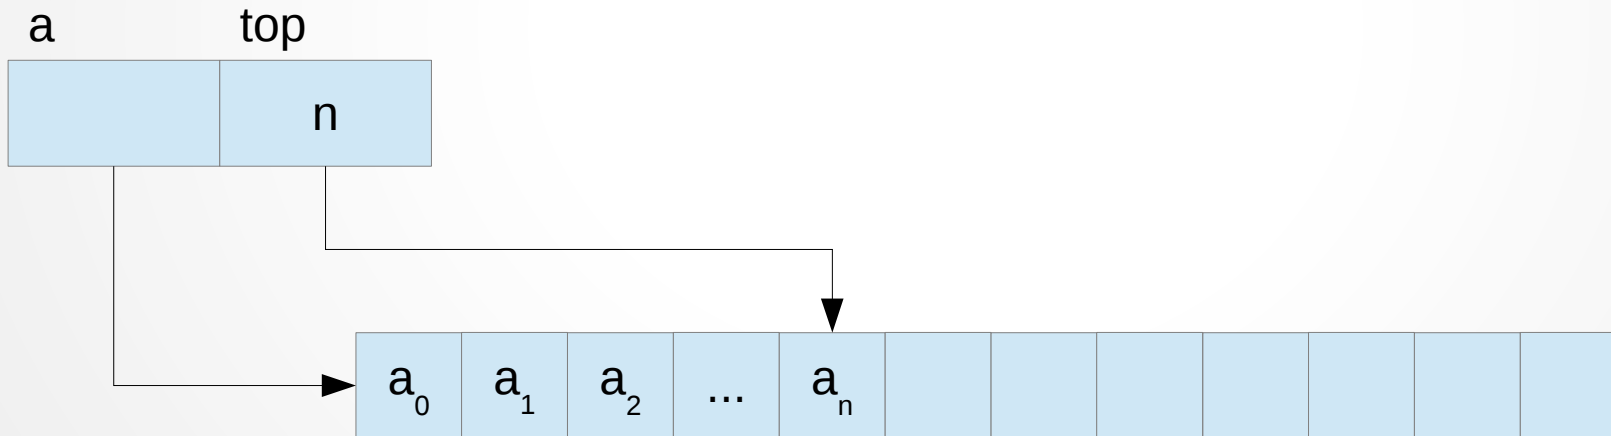 a top
n
a₀ a₁ a₂ ... aₙ